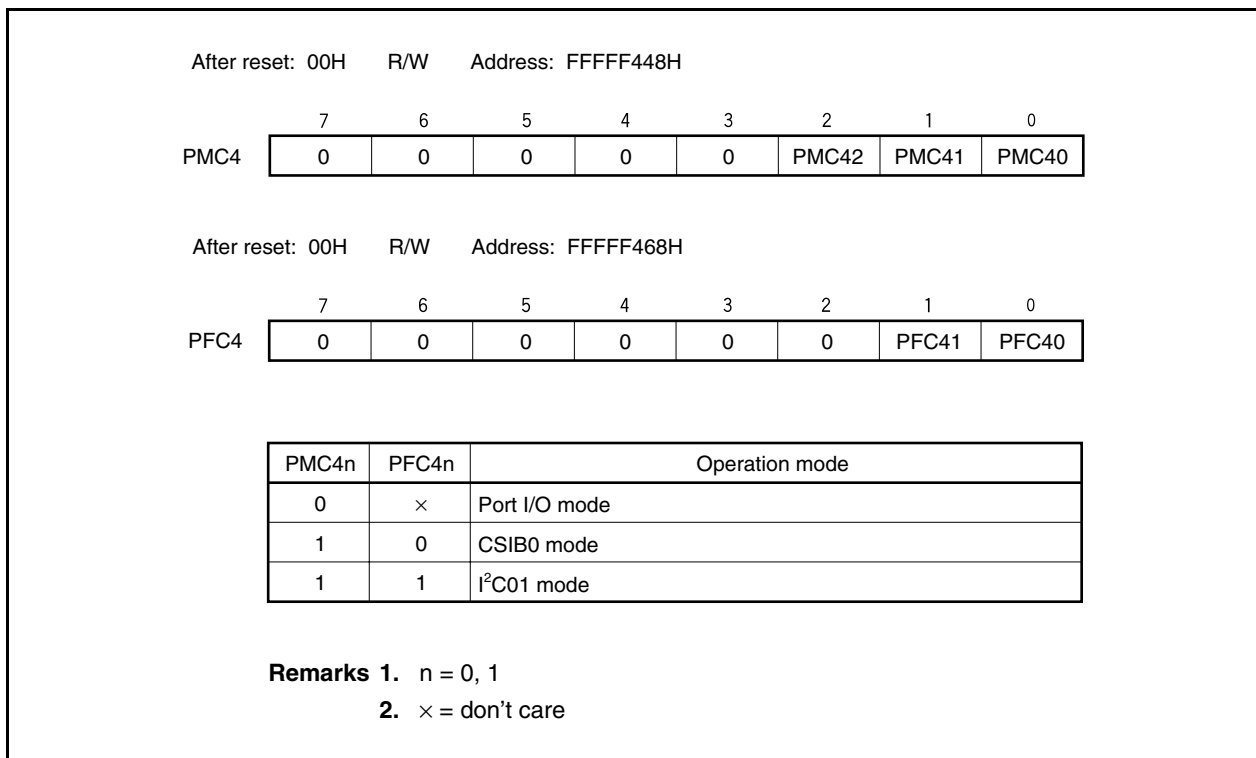 After reset: 00H R/W Address: FFFFF448H
7 6 5 4 3 2 1 0
PMC4 0 0 0 0 0 PMC42 PMC41 PMC40
After reset: 00H R/W Address: FFFFF468H
7 6 5 4 3 2 1 0
PFC4 0 0 0 0 0 0 PFC41 PFC40
PMC4n PFC4n Operation mode
0 × Port I/O mode
1 0 CSIB0 mode
1 1 I²C01 mode
Remarks 1. n = 0, 1
2. × = don't care